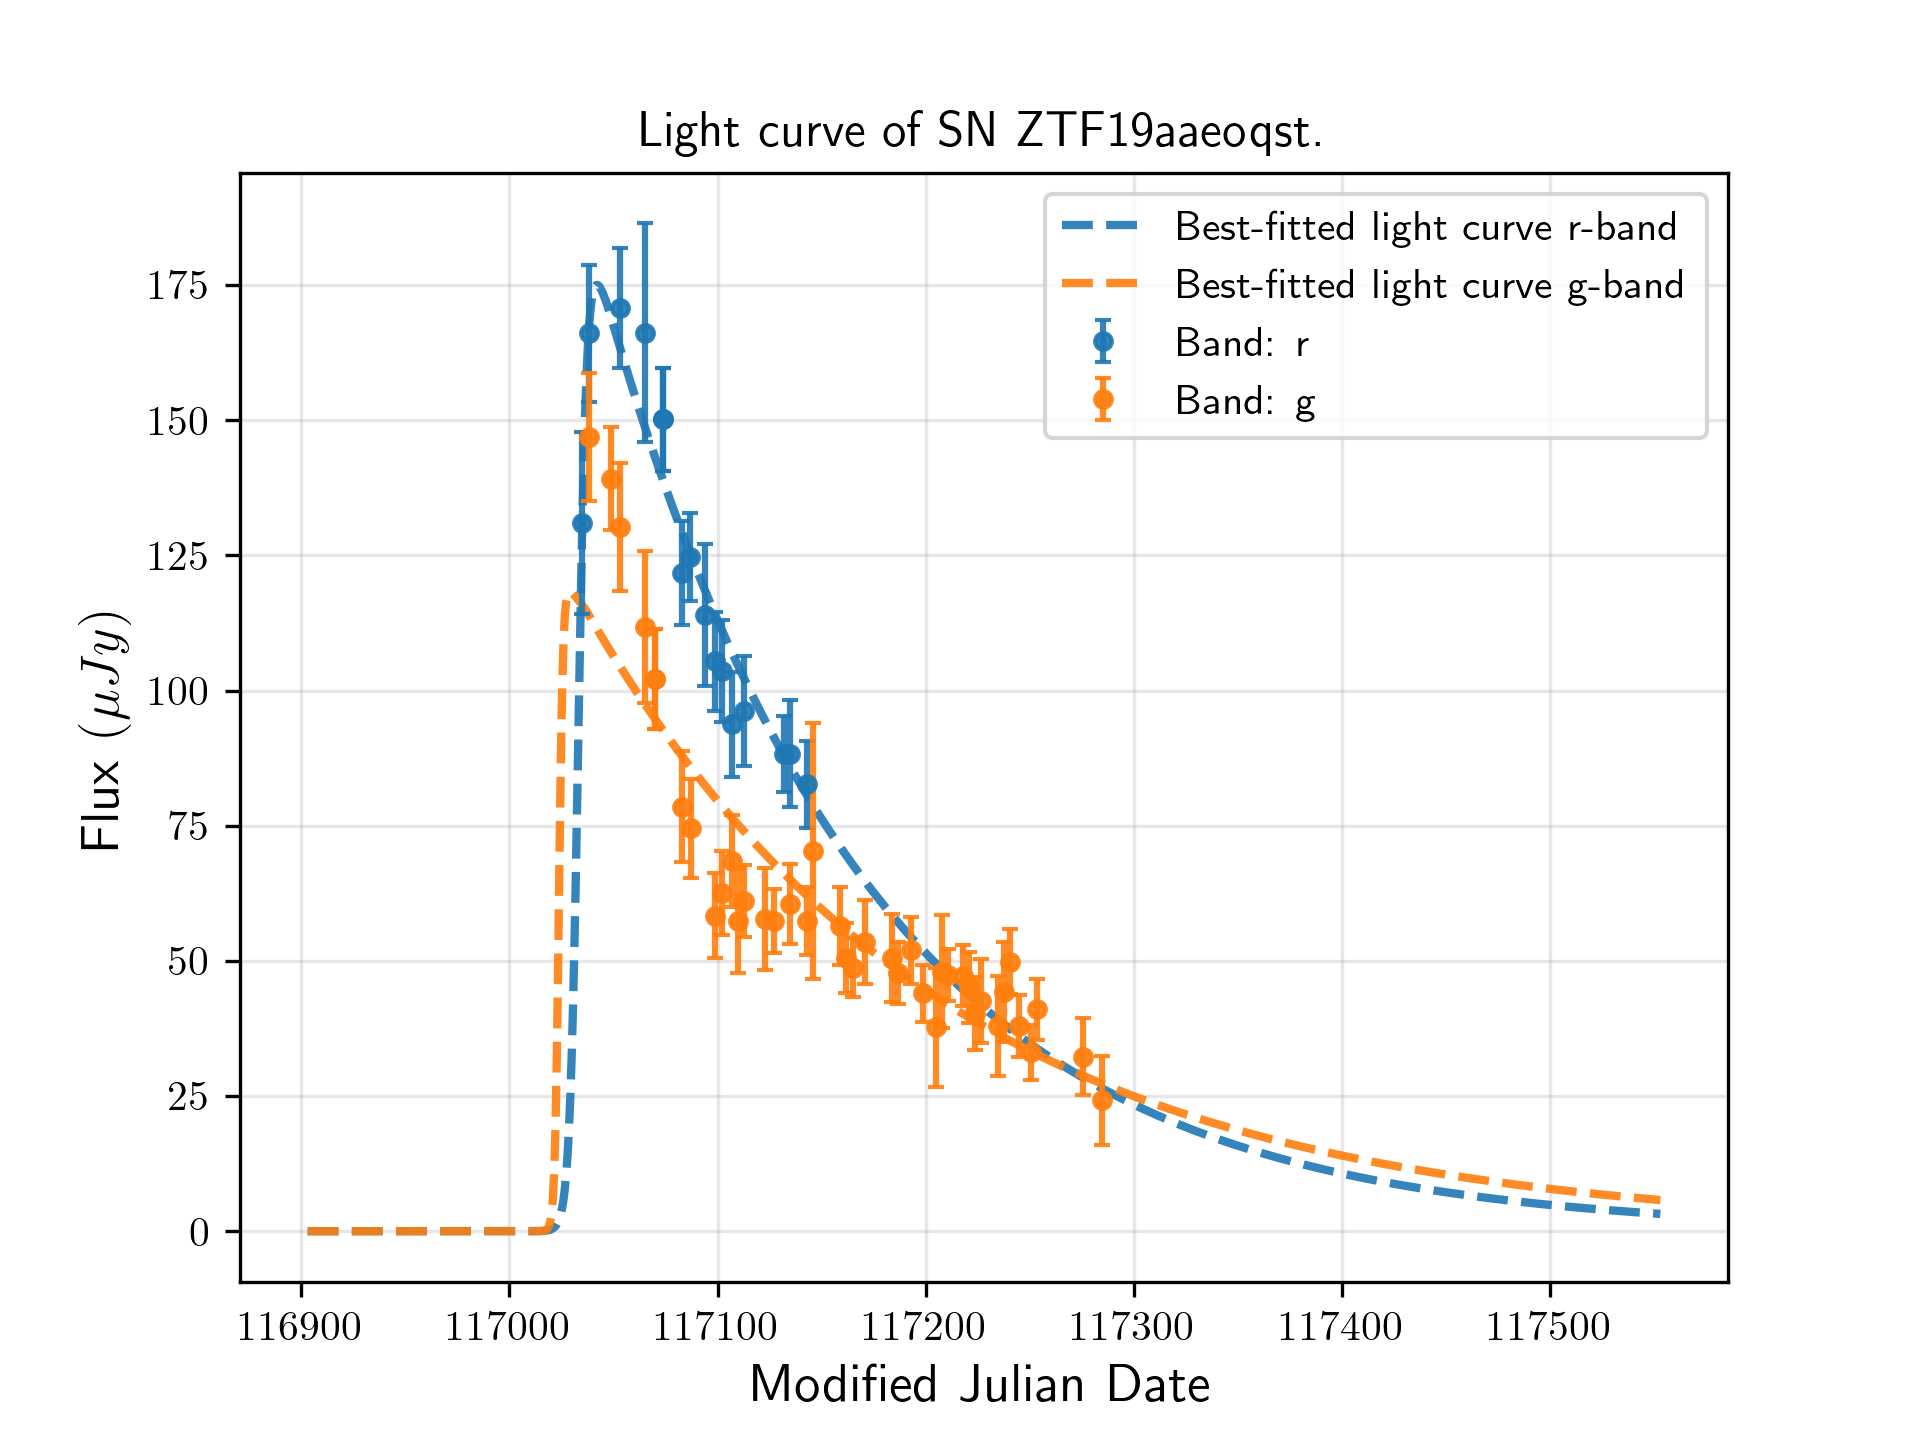 Light curve of SN ZTF19aaeoqst.
Best-fitted light curve r-band
Best-fitted light curve g-band
Band: r
Band: g
Flux (μJy)
175
150
125
100
75
50
25
0
116900 117000 117100 117200 117300 117400 117500
Modified Julian Date